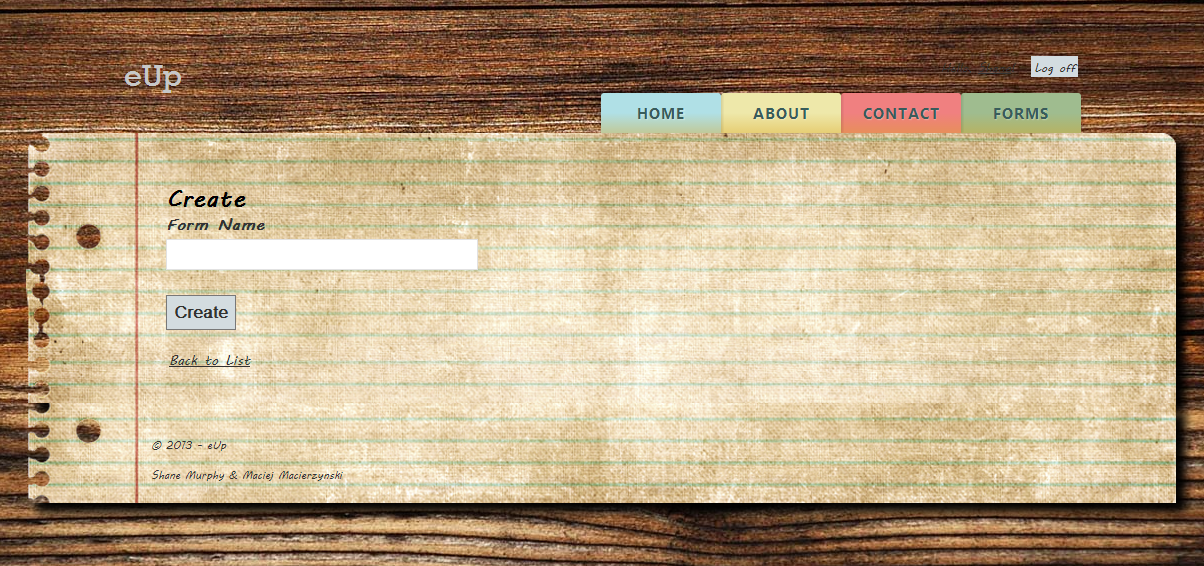 eUp
Log off
HOME ABOUT CONTACT FORMS
Create
Form Name
Create
Back to List
© 2013 - eUp
Shane Murphy & Maciej Macierzynski